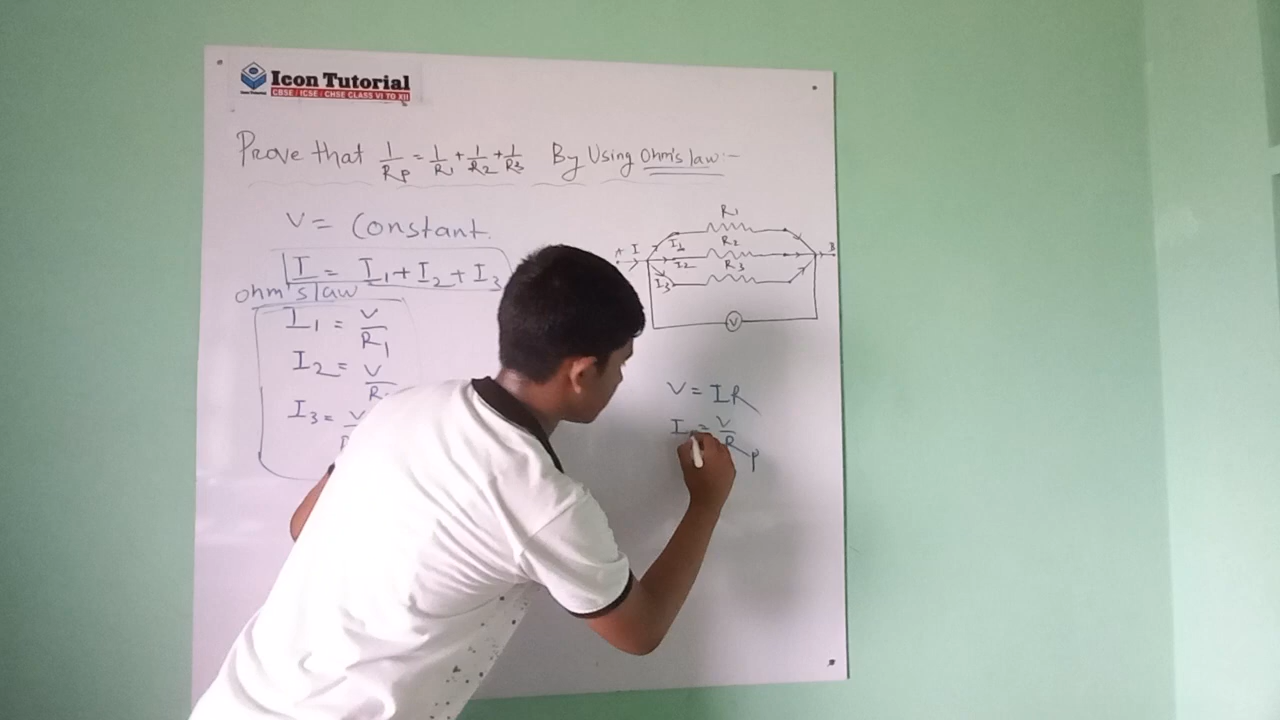 Icon Tutorial
CBSE / ICSE / CHSE CLASS VI TO XII
Prove that 1/Rp = 1/R1 + 1/R2 + 1/R3 By Using Ohm's law :-
V = Constant.
I = I1 + I2 + I3
ohm's law
I1 = V/R1
I2 = V/R
I3 = V
R1
A I I1 R2 B
I2 R3
I3
V
V = IR
I = V/Rp